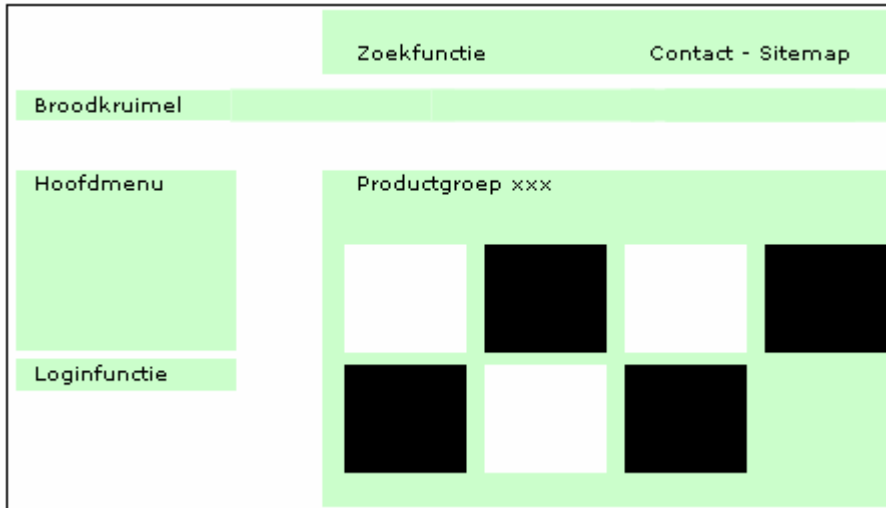 Zoekfunctie Contact - Sitemap
Broodkruimel
Hoofdmenu
Productgroep xxx
Loginfunctie